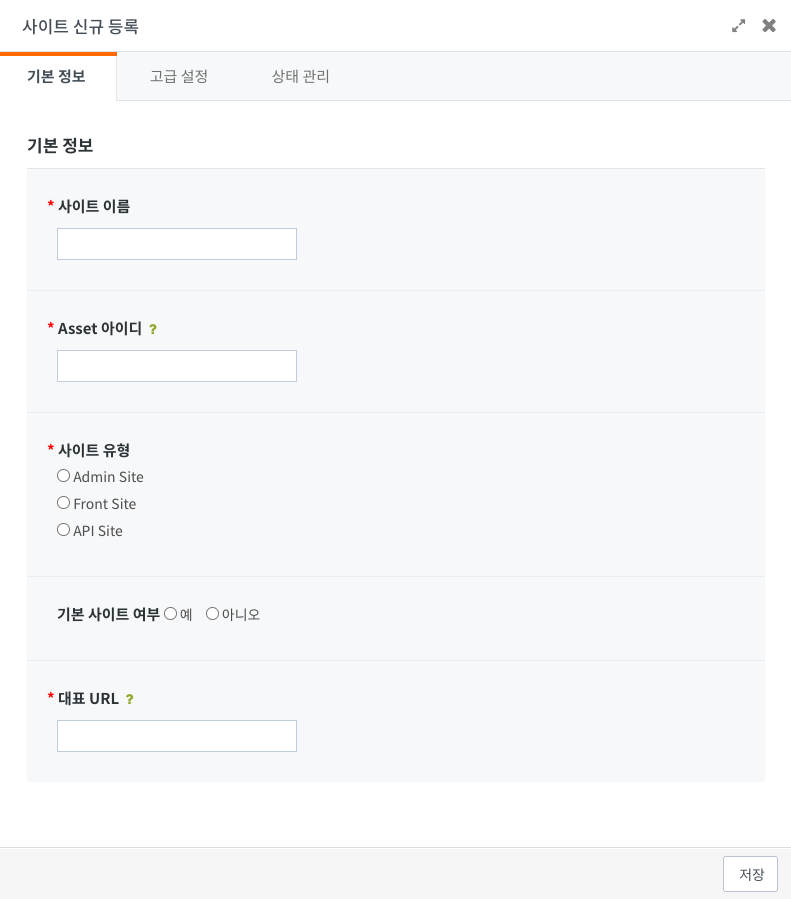 사이트 신규 등록
기본 정보 고급 설정 상태 관리
기본 정보
* 사이트 이름
* Asset 아이디 ?
* 사이트 유형
Admin Site
Front Site
API Site
기본 사이트 여부 예 아니오
* 대표 URL ?
저장